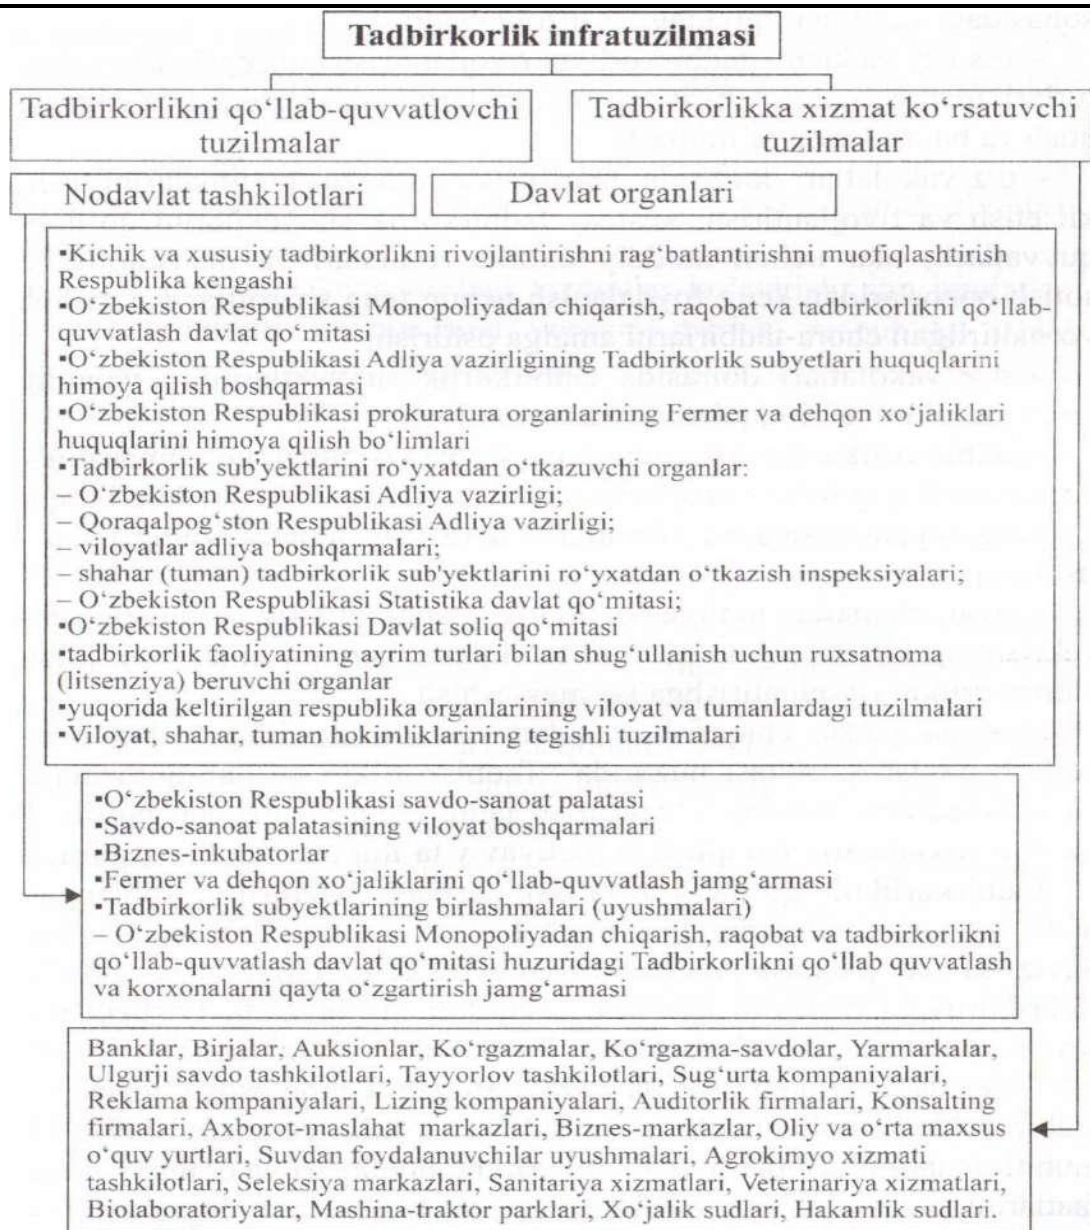 Tadbirkorlik infratuzilmasi
Tadbirkorlikni qo‘llab-quvvatlovchi
tuzilmalar
Tadbirkorlikka xizmat ko‘rsatuvchi
tuzilmalar
Nodavlat tashkilotlari
Davlat organlari
▪Kichik va xususiy tadbirkorlikni rivojlantirishni rag‘batlantirishni muofiqlashtirish
Respublika kengashi
▪O‘zbekiston Respublikasi Monopoliyadan chiqarish, raqobat va tadbirkorlikni qo‘llab-
quvvatlash davlat qo‘mitasi
▪O‘zbekiston Respublikasi Adliya vazirligining Tadbirkorlik subyetlari huquqlarini
himoya qilish boshqarmasi
▪O‘zbekiston Respublikasi prokuratura organlarining Fermer va dehqon xo‘jaliklari
huquqlarini himoya qilish bo‘limlari
▪Tadbirkorlik sub'yektlarini ro‘yxatdan o‘tkazuvchi organlar:
– O‘zbekiston Respublikasi Adliya vazirligi;
– Qoraqalpog‘ston Respublikasi Adliya vazirligi;
– viloyatlar adliya boshqarmalari;
– shahar (tuman) tadbirkorlik sub'yektlarini ro‘yxatdan o‘tkazish inspeksiyalari;
– O‘zbekiston Respublikasi Statistika davlat qo‘mitasi;
▪O‘zbekiston Respublikasi Davlat soliq qo‘mitasi
▪tadbirkorlik faoliyatining ayrim turlari bilan shug‘ullanish uchun ruxsatnoma
(litsenziya) beruvchi organlar
▪yuqorida keltirilgan respublika organlarining viloyat va tumanlardagi tuzilmalari
▪Viloyat, shahar, tuman hokimliklarining tegishli tuzilmalari
▪O‘zbekiston Respublikasi savdo-sanoat palatasi
▪Savdo-sanoat palatasining viloyat boshqarmalari
▪Biznes-inkubatorlar
▪Fermer va dehqon xo‘jaliklarini qo‘llab-quvvatlash jamg‘armasi
▪Tadbirkorlik subyektlarining birlashmalari (uyushmalari)
– O‘zbekiston Respublikasi Monopoliyadan chiqarish, raqobat va tadbirkorlikni
qo‘llab-quvvatlash davlat qo‘mitasi huzuridagi Tadbirkorlikni qo‘llab quvvatlash
va korxonalarni qayta o‘zgartirish jamg‘armasi
Banklar, Birjalar, Auksionlar, Ko‘rgazmalar, Ko‘rgazma-savdolar, Yarmarkalar,
Ulgurji savdo tashkilotlari, Tayyorlov tashkilotlari, Sug‘urta kompaniyalari,
Reklama kompaniyalari, Lizing kompaniyalari, Auditorlik firmalari, Konsalting
firmalari, Axborot-maslahat markazlari, Biznes-markazlar, Oliy va o‘rta maxsus
o‘quv yurtlari, Suvdan foydalanuvchilar uyushmalari, Agrokimyo xizmati
tashkilotlari, Seleksiya markazlari, Sanitariya xizmatlari, Veterinariya xizmatlari,
Biolaboratoriyalar, Mashina-traktor parklari, Xo‘jalik sudlari, Hakamlik sudlari.